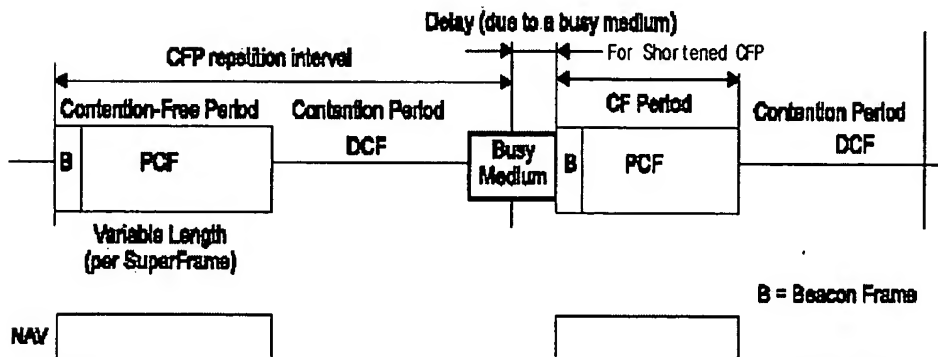 Delay (due to a busy medium)
For Shortened CFP
CFP repetition interval
Contention-Free Period
Contention Period
CF Period
Contention Period
B
PCF
DCF
Busy
Medium
B
PCF
DCF
Variable Length
(per SuperFrame)
B = Beacon Frame
NAV